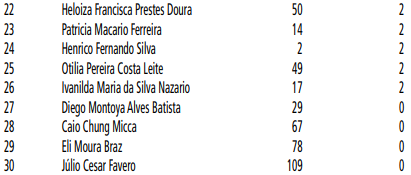 22 Heloiza Francisca Prestes Doura 50 2
23 Patricia Macario Ferreira 14 2
24 Henrico Fernando Silva 2 2
25 Otilia Pereira Costa Leite 49 2
26 Ivanilda Maria da Silva Nazario 17 2
27 Diego Montoya Alves Batista 29 0
28 Caio Chung Micca 67 0
29 Eli Moura Braz 78 0
30 Júlio Cesar Favero 109 0